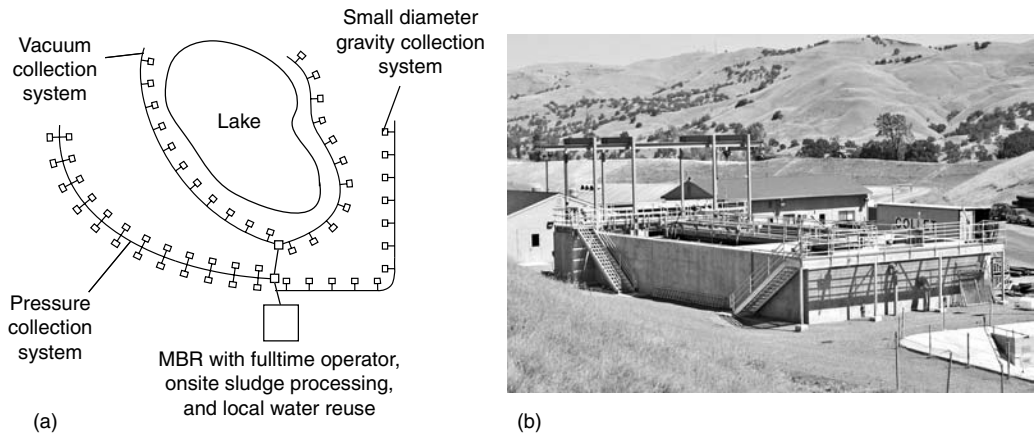 Vacuum
collection
system
Small diameter
gravity collection
system
Lake
Pressure
collection
system
MBR with fulltime operator,
onsite sludge processing,
and local water reuse
(a)
(b)